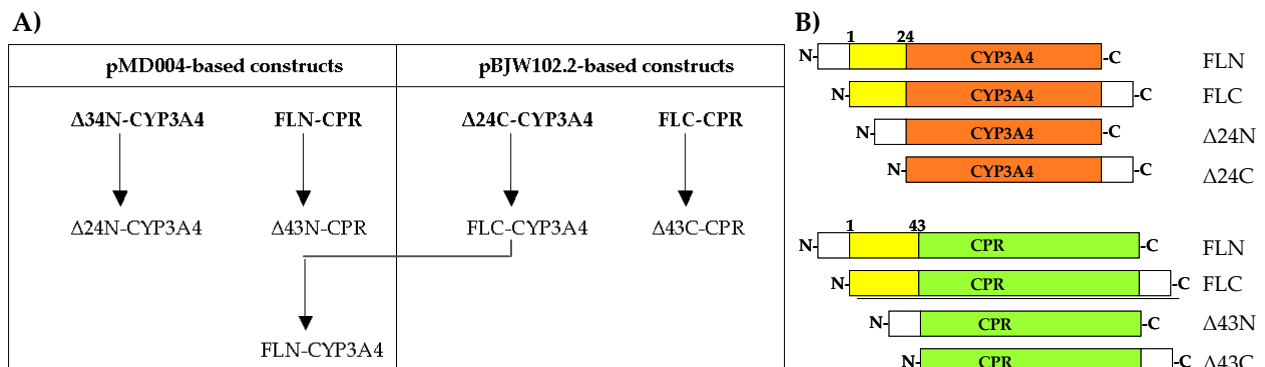 A)
pMD004-based constructs pBJW102.2-based constructs
Δ34N-CYP3A4 FLN-CPR Δ24C-CYP3A4 FLC-CPR
Δ24N-CYP3A4 Δ43N-CPR FLC-CYP3A4 Δ43C-CPR
FLN-CYP3A4
B)
1 24
N- CYP3A4 -C FLN
N- CYP3A4 -C FLC
N- CYP3A4 -C Δ24N
N- CYP3A4 -C Δ24C
1 43
N- CPR -C FLN
N- CPR -C FLC
N- CPR -C Δ43N
N- CPR -C Δ43C